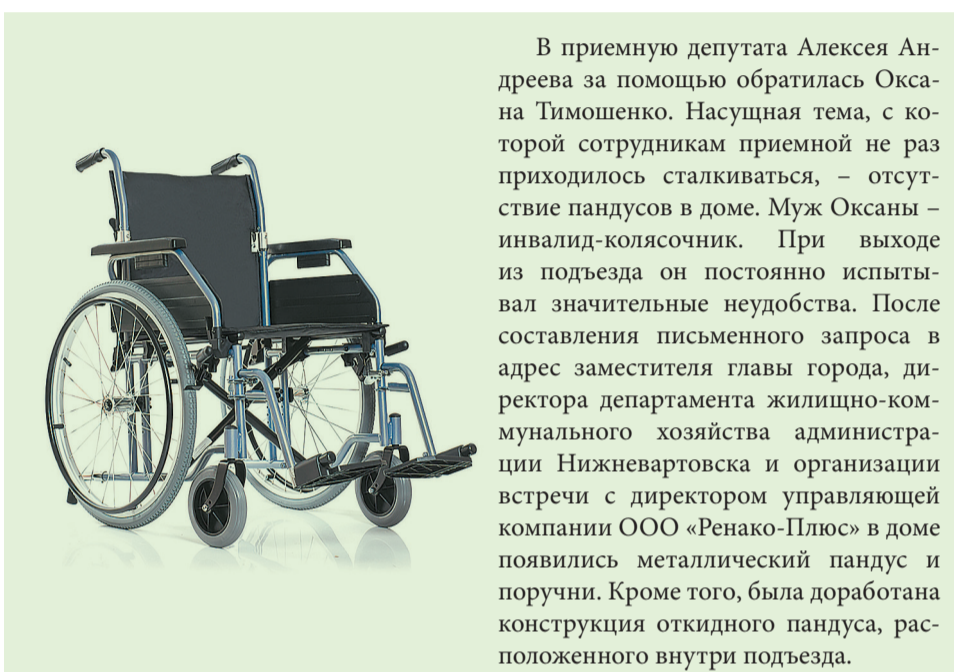 В приемную депутата Алексея Ан-
дреева за помощью обратилась Окса-
на Тимошенко. Насущная тема, с ко-
торой сотрудникам приемной не раз
приходилось сталкиваться, – отсут-
ствие пандусов в доме. Муж Оксаны –
инвалид-колясочник. При выходе
из подъезда он постоянно испыты-
вал значительные неудобства. После
составления письменного запроса в
адрес заместителя главы города, ди-
ректора департамента жилищно-ком-
мунального хозяйства администра-
ции Нижневартовска и организации
встречи с директором управляющей
компании ООО «Ренако-Плюс» в доме
появились металлический пандус и
поручни. Кроме того, была доработана
конструкция откидного пандуса, рас-
положенного внутри подъезда.